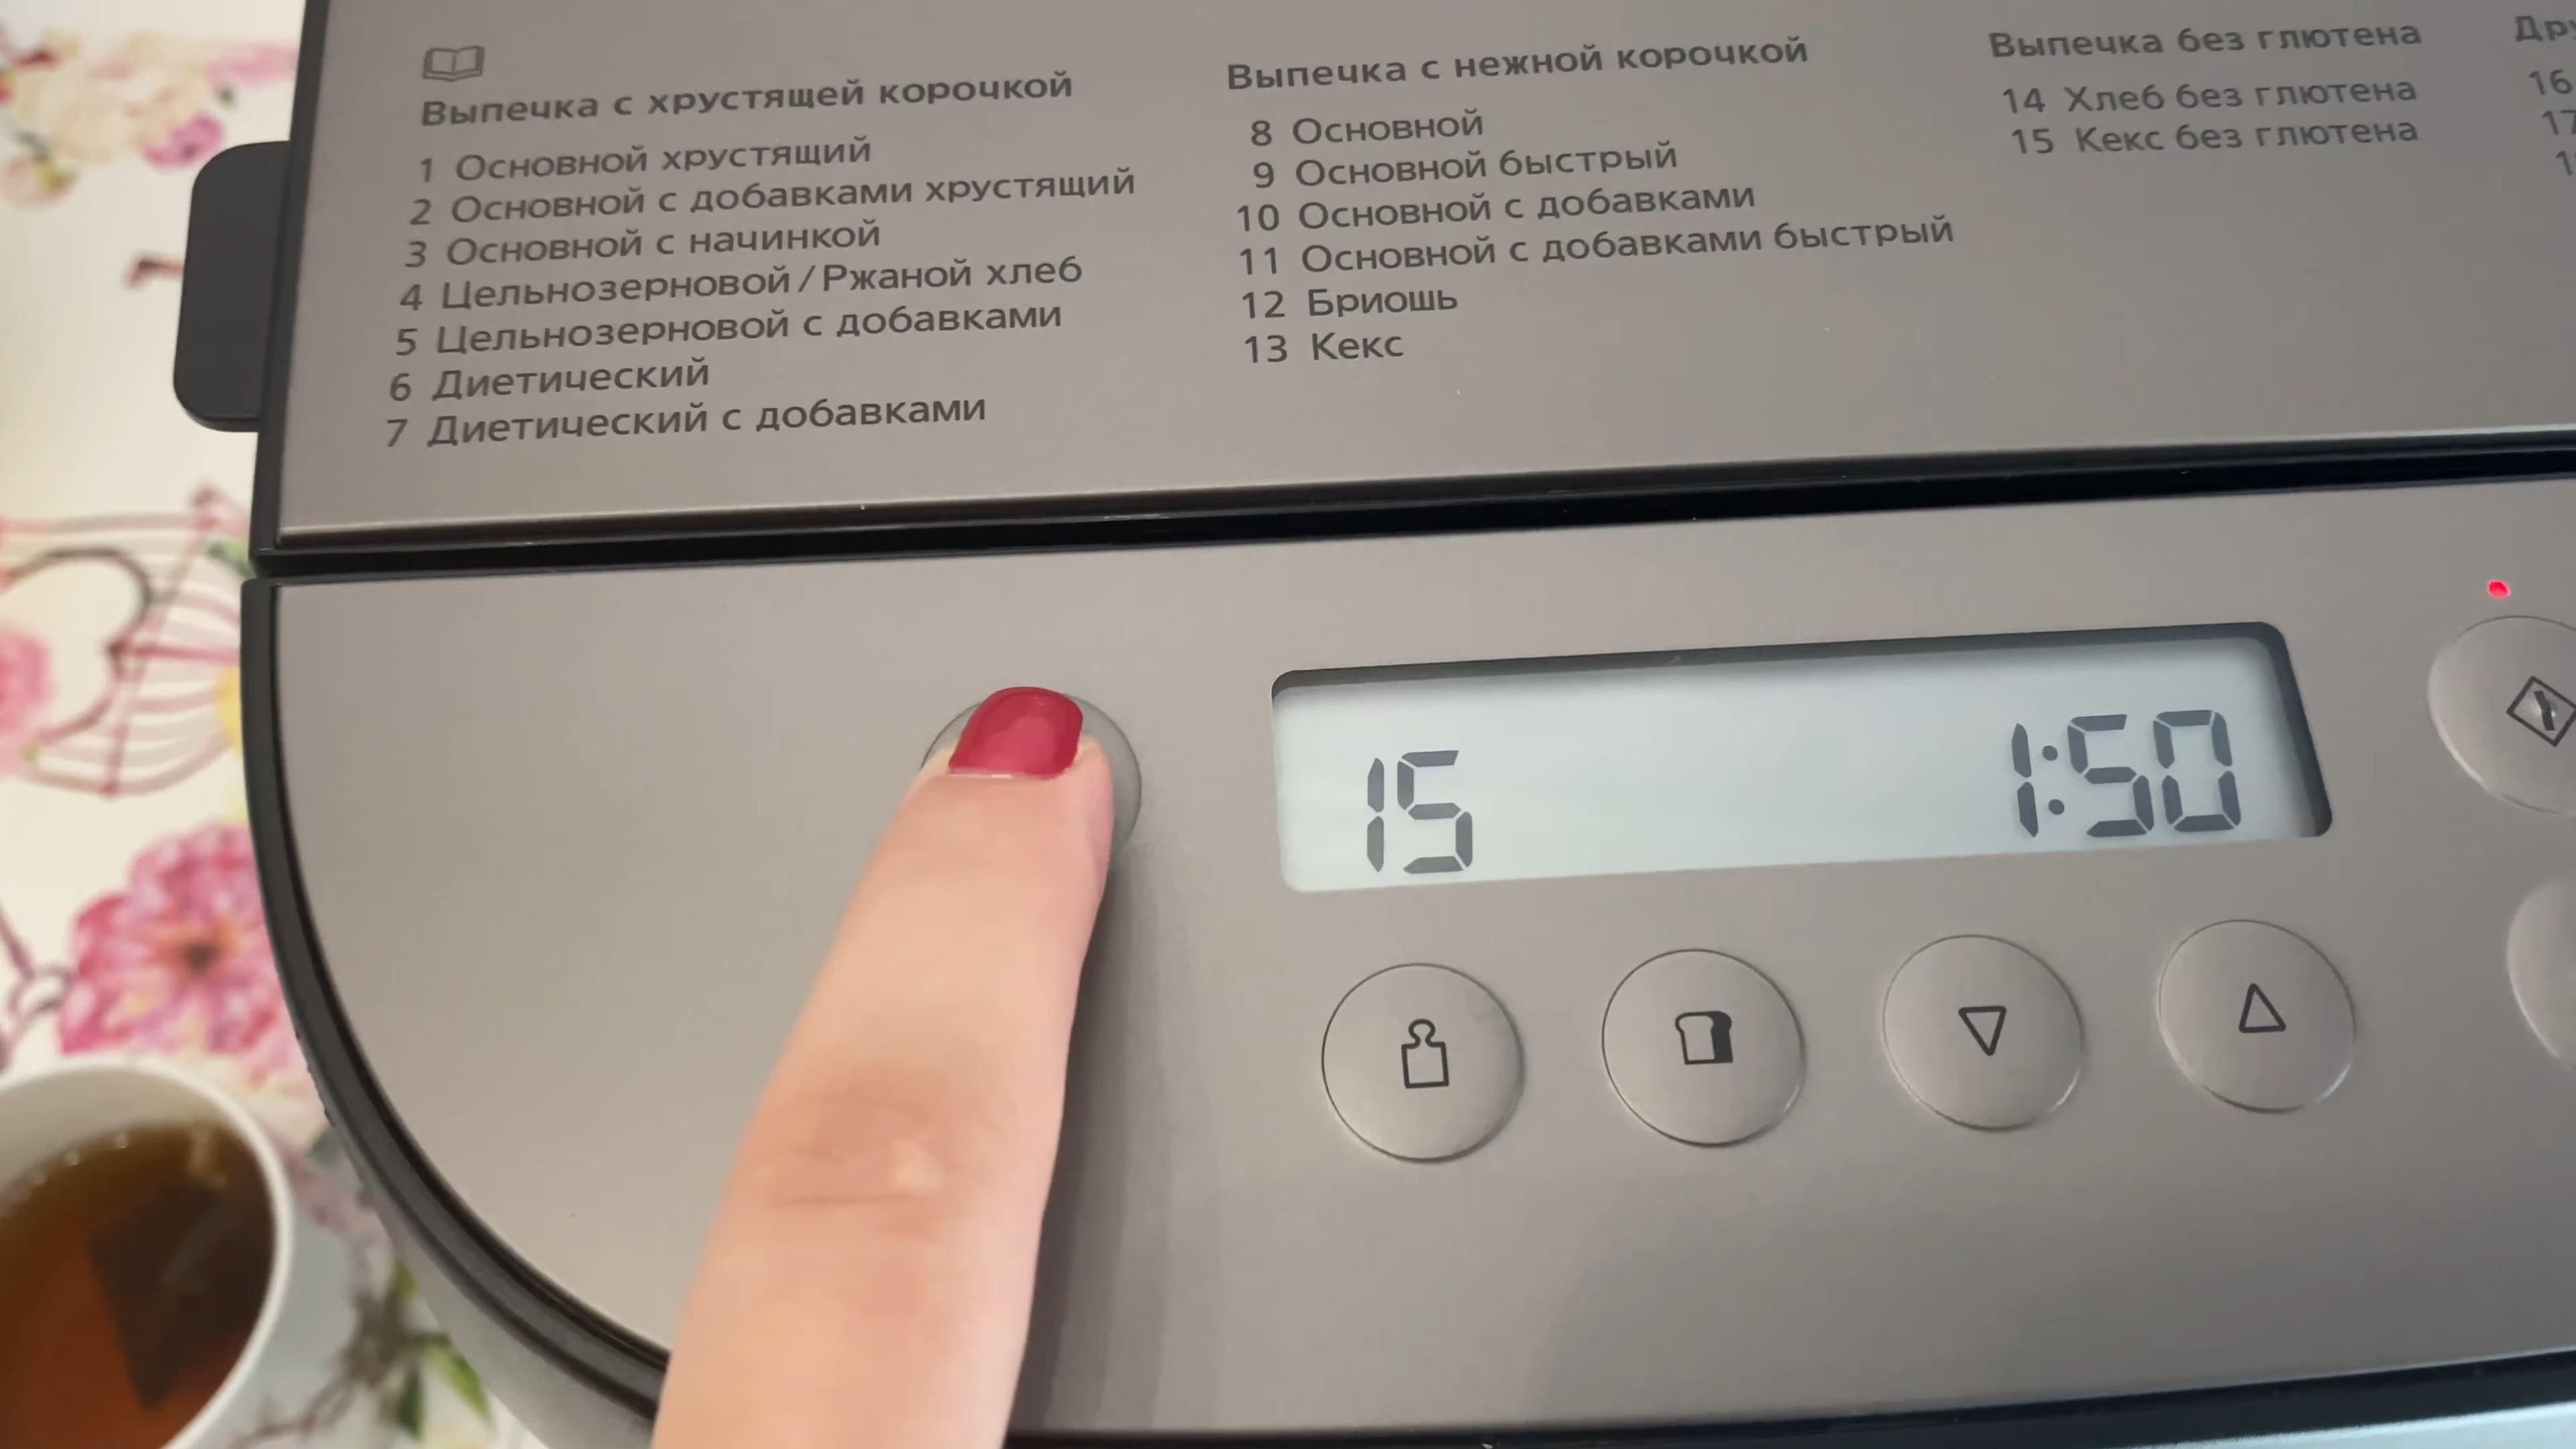 Выпечка с хрустящей корочкой
1 Основной хрустящий
2 Основной с добавками хрустящий
3 Основной с начинкой
4 Цельнозерновой / Ржаной хлеб
5 Цельнозерновой с добавками
6 Диетический
7 Диетический с добавками
Выпечка с нежной корочкой
8 Основной
9 Основной быстрый
10 Основной с добавками
11 Основной с добавками быстрый
12 Бриошь
13 Кекс
Выпечка без глютена
14 Хлеб без глютена
15 Кекс без глютена
16
17
15 1:50